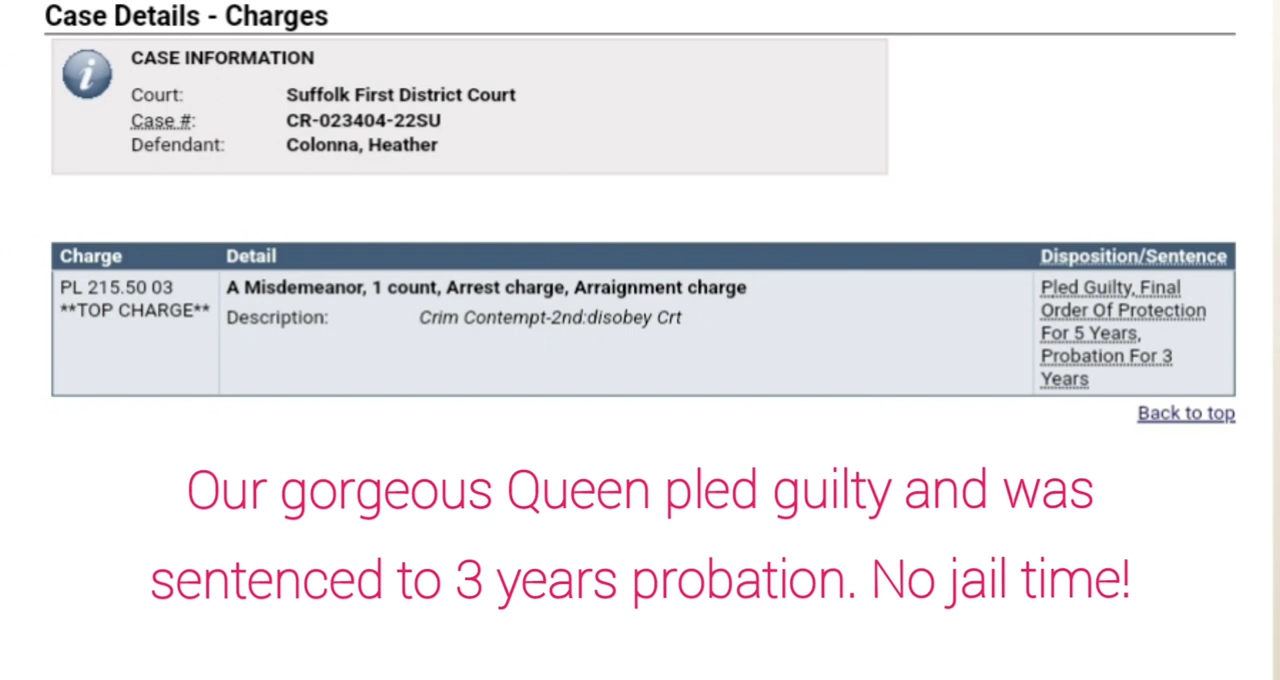 Case Details - Charges
CASE INFORMATION
Court: Suffolk First District Court
Case #: CR-023404-22SU
Defendant: Colonna, Heather
Charge Detail Disposition/Sentence
PL 215.50 03 A Misdemeanor, 1 count, Arrest charge, Arraignment charge Pled Guilty, Final
**TOP CHARGE** Description: Crim Contempt-2nd:disobey Crt Order Of Protection
For 5 Years,
Probation For 3
Years
Back to top
Our gorgeous Queen pled guilty and was
sentenced to 3 years probation. No jail time!